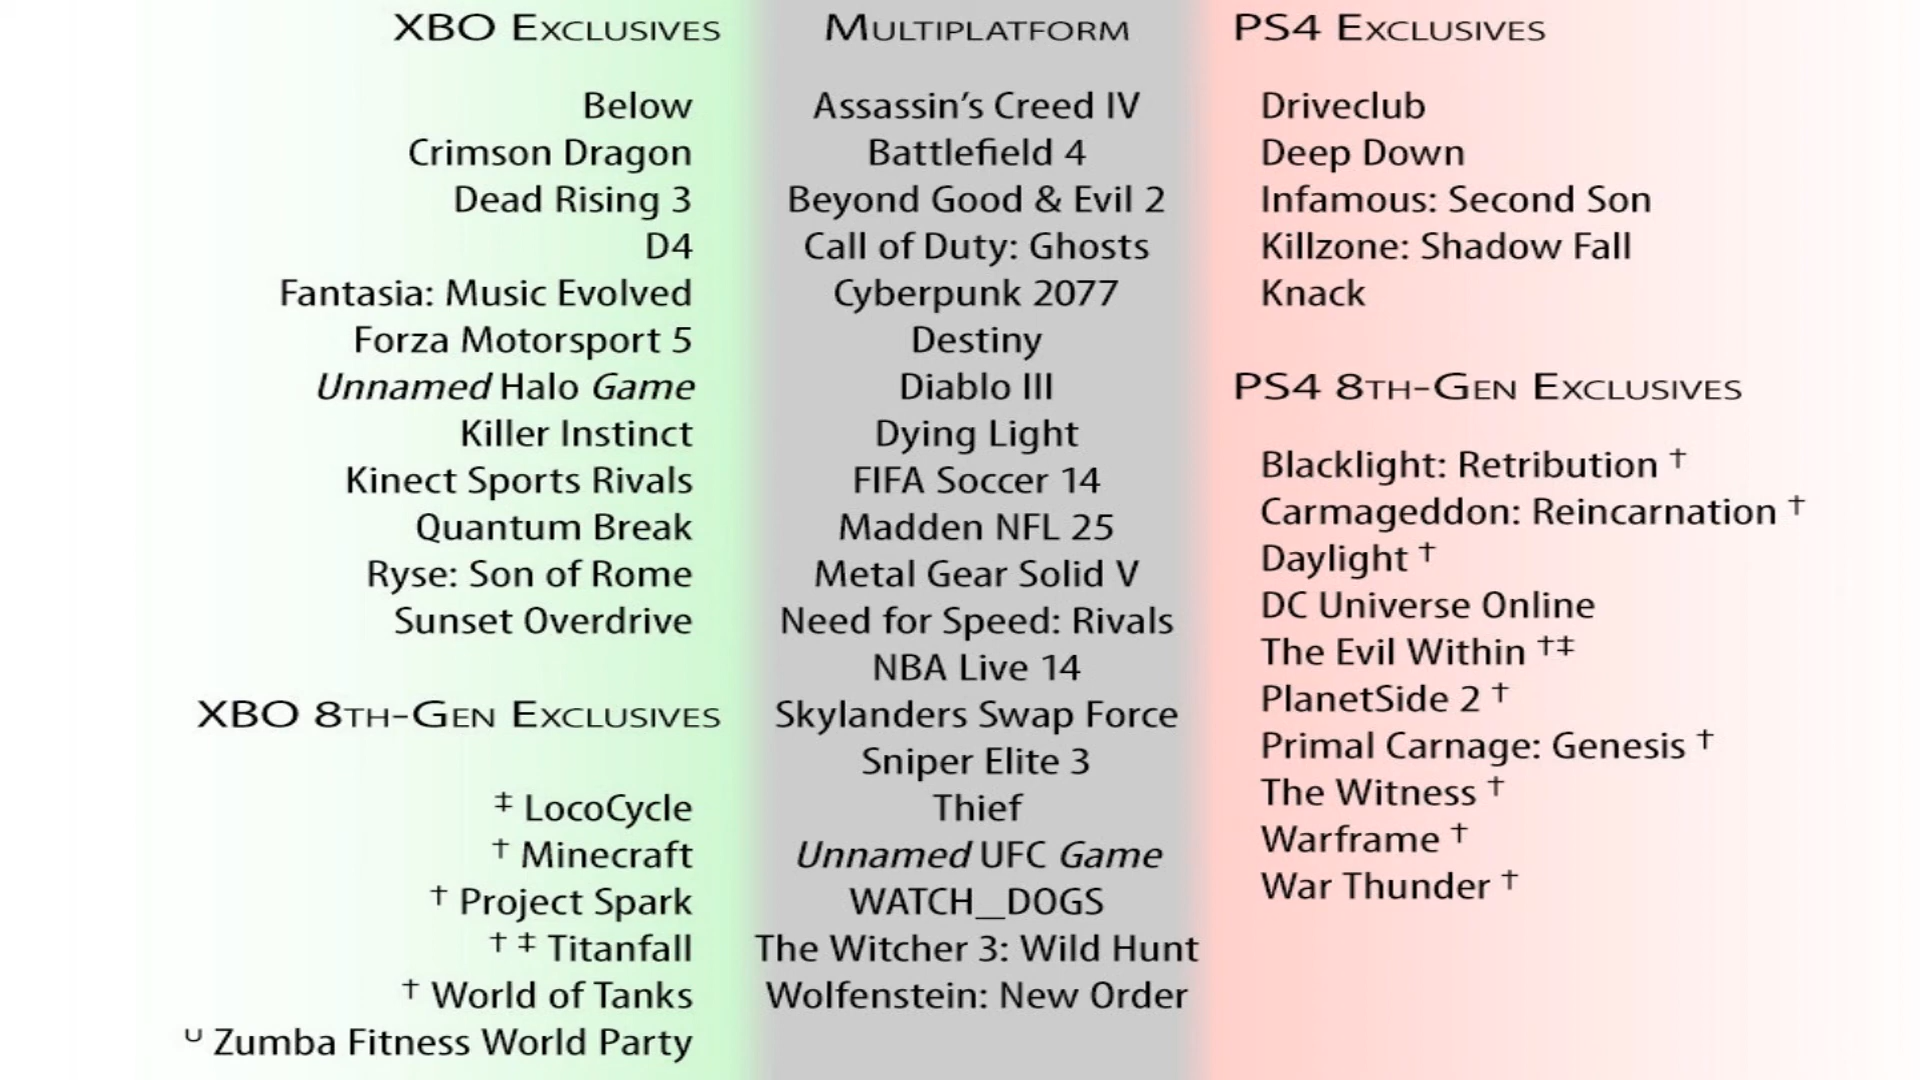 XBO Exclusives
Below
Crimson Dragon
Dead Rising 3
D4
Fantasia: Music Evolved
Forza Motorsport 5
Unnamed Halo Game
Killer Instinct
Kinect Sports Rivals
Quantum Break
Ryse: Son of Rome
Sunset Overdrive
XBO 8th-Gen Exclusives
‡ LocoCycle
† Minecraft
† Project Spark
† ‡ Titanfall
† World of Tanks
U Zumba Fitness World Party
Multiplatform
Assassin’s Creed IV
Battlefield 4
Beyond Good & Evil 2
Call of Duty: Ghosts
Cyberpunk 2077
Destiny
Diablo III
Dying Light
FIFA Soccer 14
Madden NFL 25
Metal Gear Solid V
Need for Speed: Rivals
NBA Live 14
Skylanders Swap Force
Sniper Elite 3
Thief
Unnamed UFC Game
WATCH_DOGS
The Witcher 3: Wild Hunt
Wolfenstein: New Order
PS4 Exclusives
Driveclub
Deep Down
Infamous: Second Son
Killzone: Shadow Fall
Knack
PS4 8th-Gen Exclusives
Blacklight: Retribution †
Carmageddon: Reincarnation †
Daylight †
DC Universe Online
The Evil Within †‡
PlanetSide 2 †
Primal Carnage: Genesis †
The Witness †
Warframe †
War Thunder †